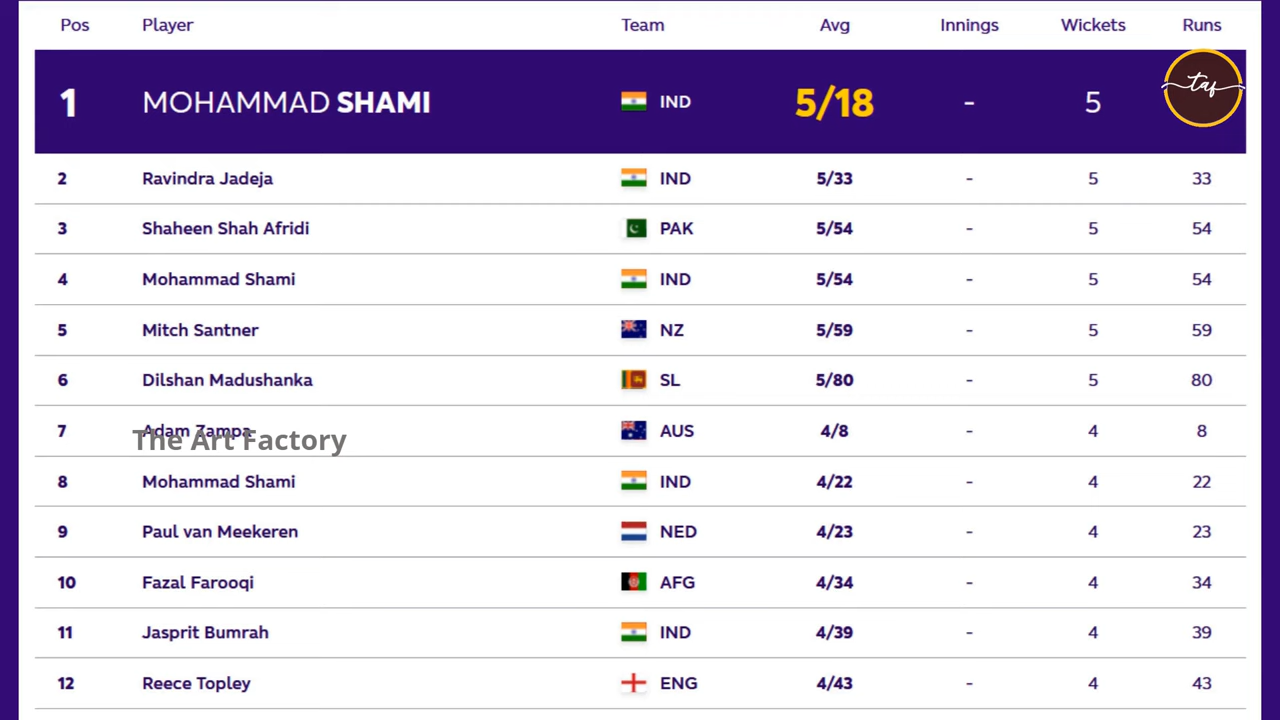 Pos Player Team Avg Innings Wickets Runs
1 MOHAMMAD SHAMI IND 5/18 - 5 taf
2 Ravindra Jadeja IND 5/33 - 5 33
3 Shaheen Shah Afridi PAK 5/54 - 5 54
4 Mohammad Shami IND 5/54 - 5 54
5 Mitch Santner NZ 5/59 - 5 59
6 Dilshan Madushanka SL 5/80 - 5 80
7 Adam Zampa AUS 4/8 - 4 8
The Art Factory
8 Mohammad Shami IND 4/22 - 4 22
9 Paul van Meekeren NED 4/23 - 4 23
10 Fazal Farooqi AFG 4/34 - 4 34
11 Jasprit Bumrah IND 4/39 - 4 39
12 Reece Topley ENG 4/43 - 4 43